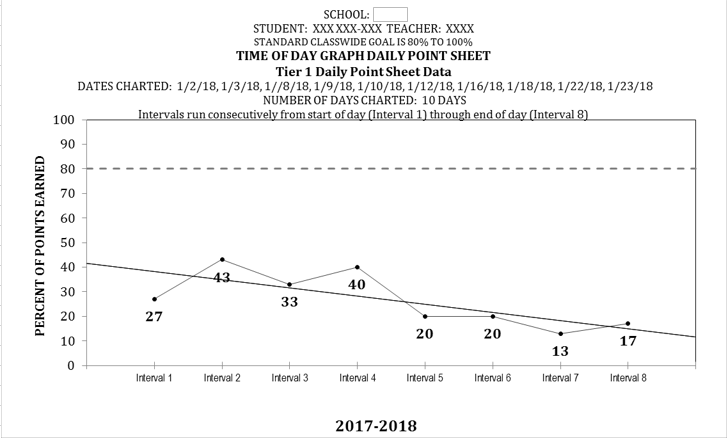 SCHOOL:
STUDENT: XXX XXX-XXX TEACHER: XXXX
STANDARD CLASSWIDE GOAL IS 80% TO 100%
TIME OF DAY GRAPH DAILY POINT SHEET
Tier 1 Daily Point Sheet Data
DATES CHARTED: 1/2/18, 1/3/18, 1//8/18, 1/9/18, 1/10/18, 1/12/18, 1/16/18, 1/18/18, 1/22/18, 1/23/18
NUMBER OF DAYS CHARTED: 10 DAYS
Intervals run consecutively from start of day (Interval 1) through end of day (Interval 8)
PERCENT OF POINTS EARNED
100
90
80
70
60
50
40
30
20
10
0
27
43
33
40
20
20
13
17
Interval 1 Interval 2 Interval 3 Interval 4 Interval 5 Interval 6 Interval 7 Interval 8
2017-2018